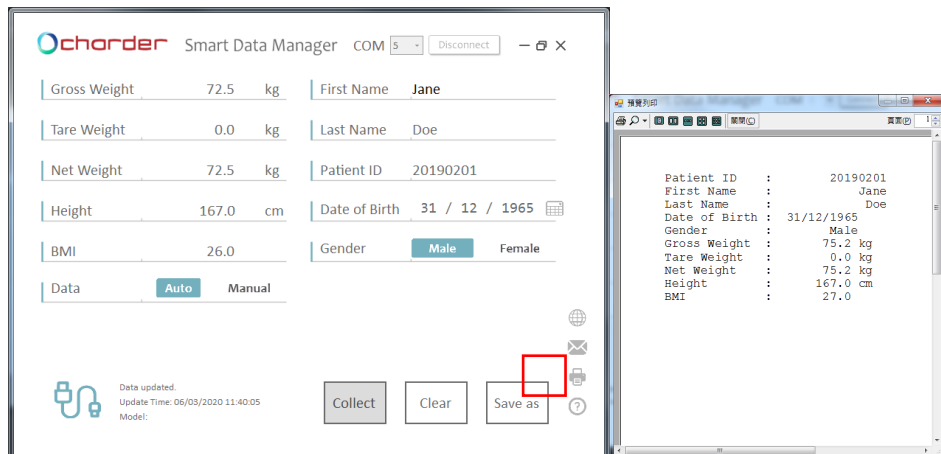 charder Smart Data Manager COM 5 Disconnect
Gross Weight 72.5 kg First Name Jane
Tare Weight 0.0 kg Last Name Doe
Net Weight 72.5 kg Patient ID 20190201
Height 167.0 cm Date of Birth 31 / 12 / 1965
BMI 26.0 Gender Male Female
Data Auto Manual
Data updated.
Update Time: 06/03/2020 11:40:05
Model:
Collect Clear Save as
?
預覽列印
關閉(C) 頁面(P) 1
Patient ID : 20190201
First Name : Jane
Last Name : Doe
Date of Birth : 31/12/1965
Gender : Male
Gross Weight : 75.2 kg
Tare Weight : 0.0 kg
Net Weight : 75.2 kg
Height : 167.0 cm
BMI : 27.0